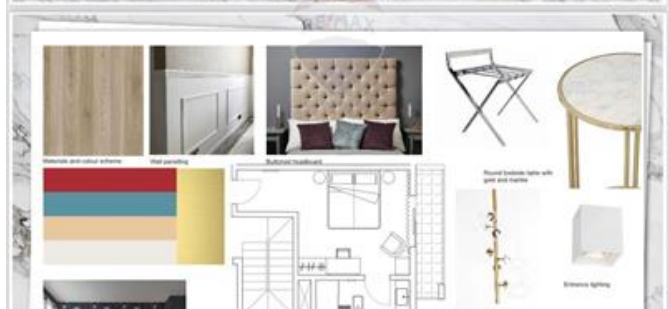 RE/MAX
Materials and colour scheme
Wall panelling
Buttoned headboard
Round bedside table with
gold and marble
Entrance lighting